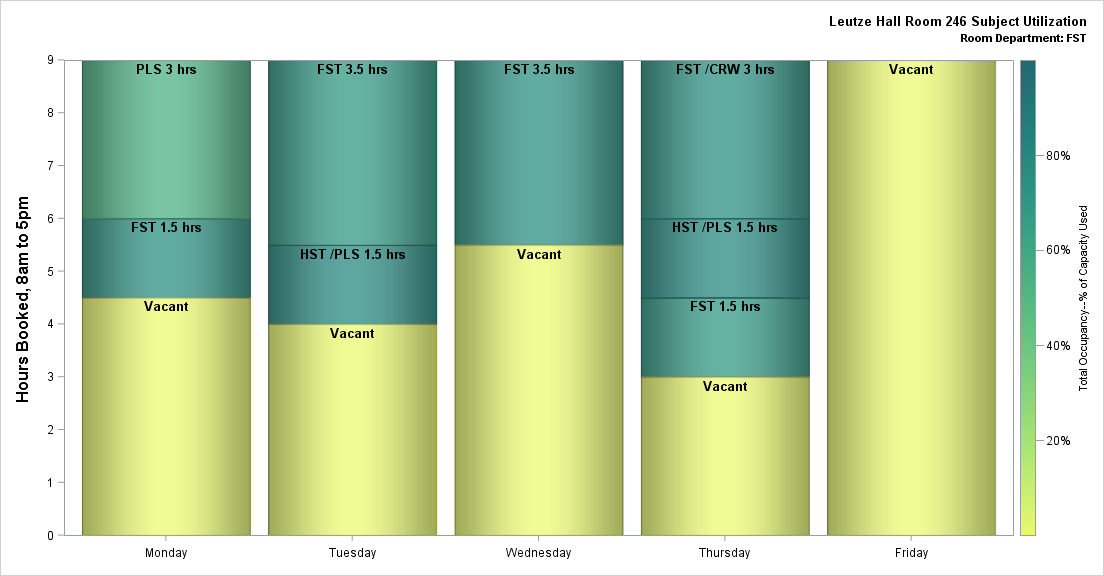 Leutze Hall Room 246 Subject Utilization
Room Department: FST
Hours Booked, 8am to 5pm
9
8
7
6
5
4
3
2
1
0
PLS 3 hrs
FST 1.5 hrs
Vacant
FST 3.5 hrs
HST /PLS 1.5 hrs
Vacant
FST 3.5 hrs
Vacant
FST /CRW 3 hrs
HST /PLS 1.5 hrs
FST 1.5 hrs
Vacant
Vacant
Monday
Tuesday
Wednesday
Thursday
Friday
80%
60%
40%
20%
Total Occupancy--% of Capacity Used